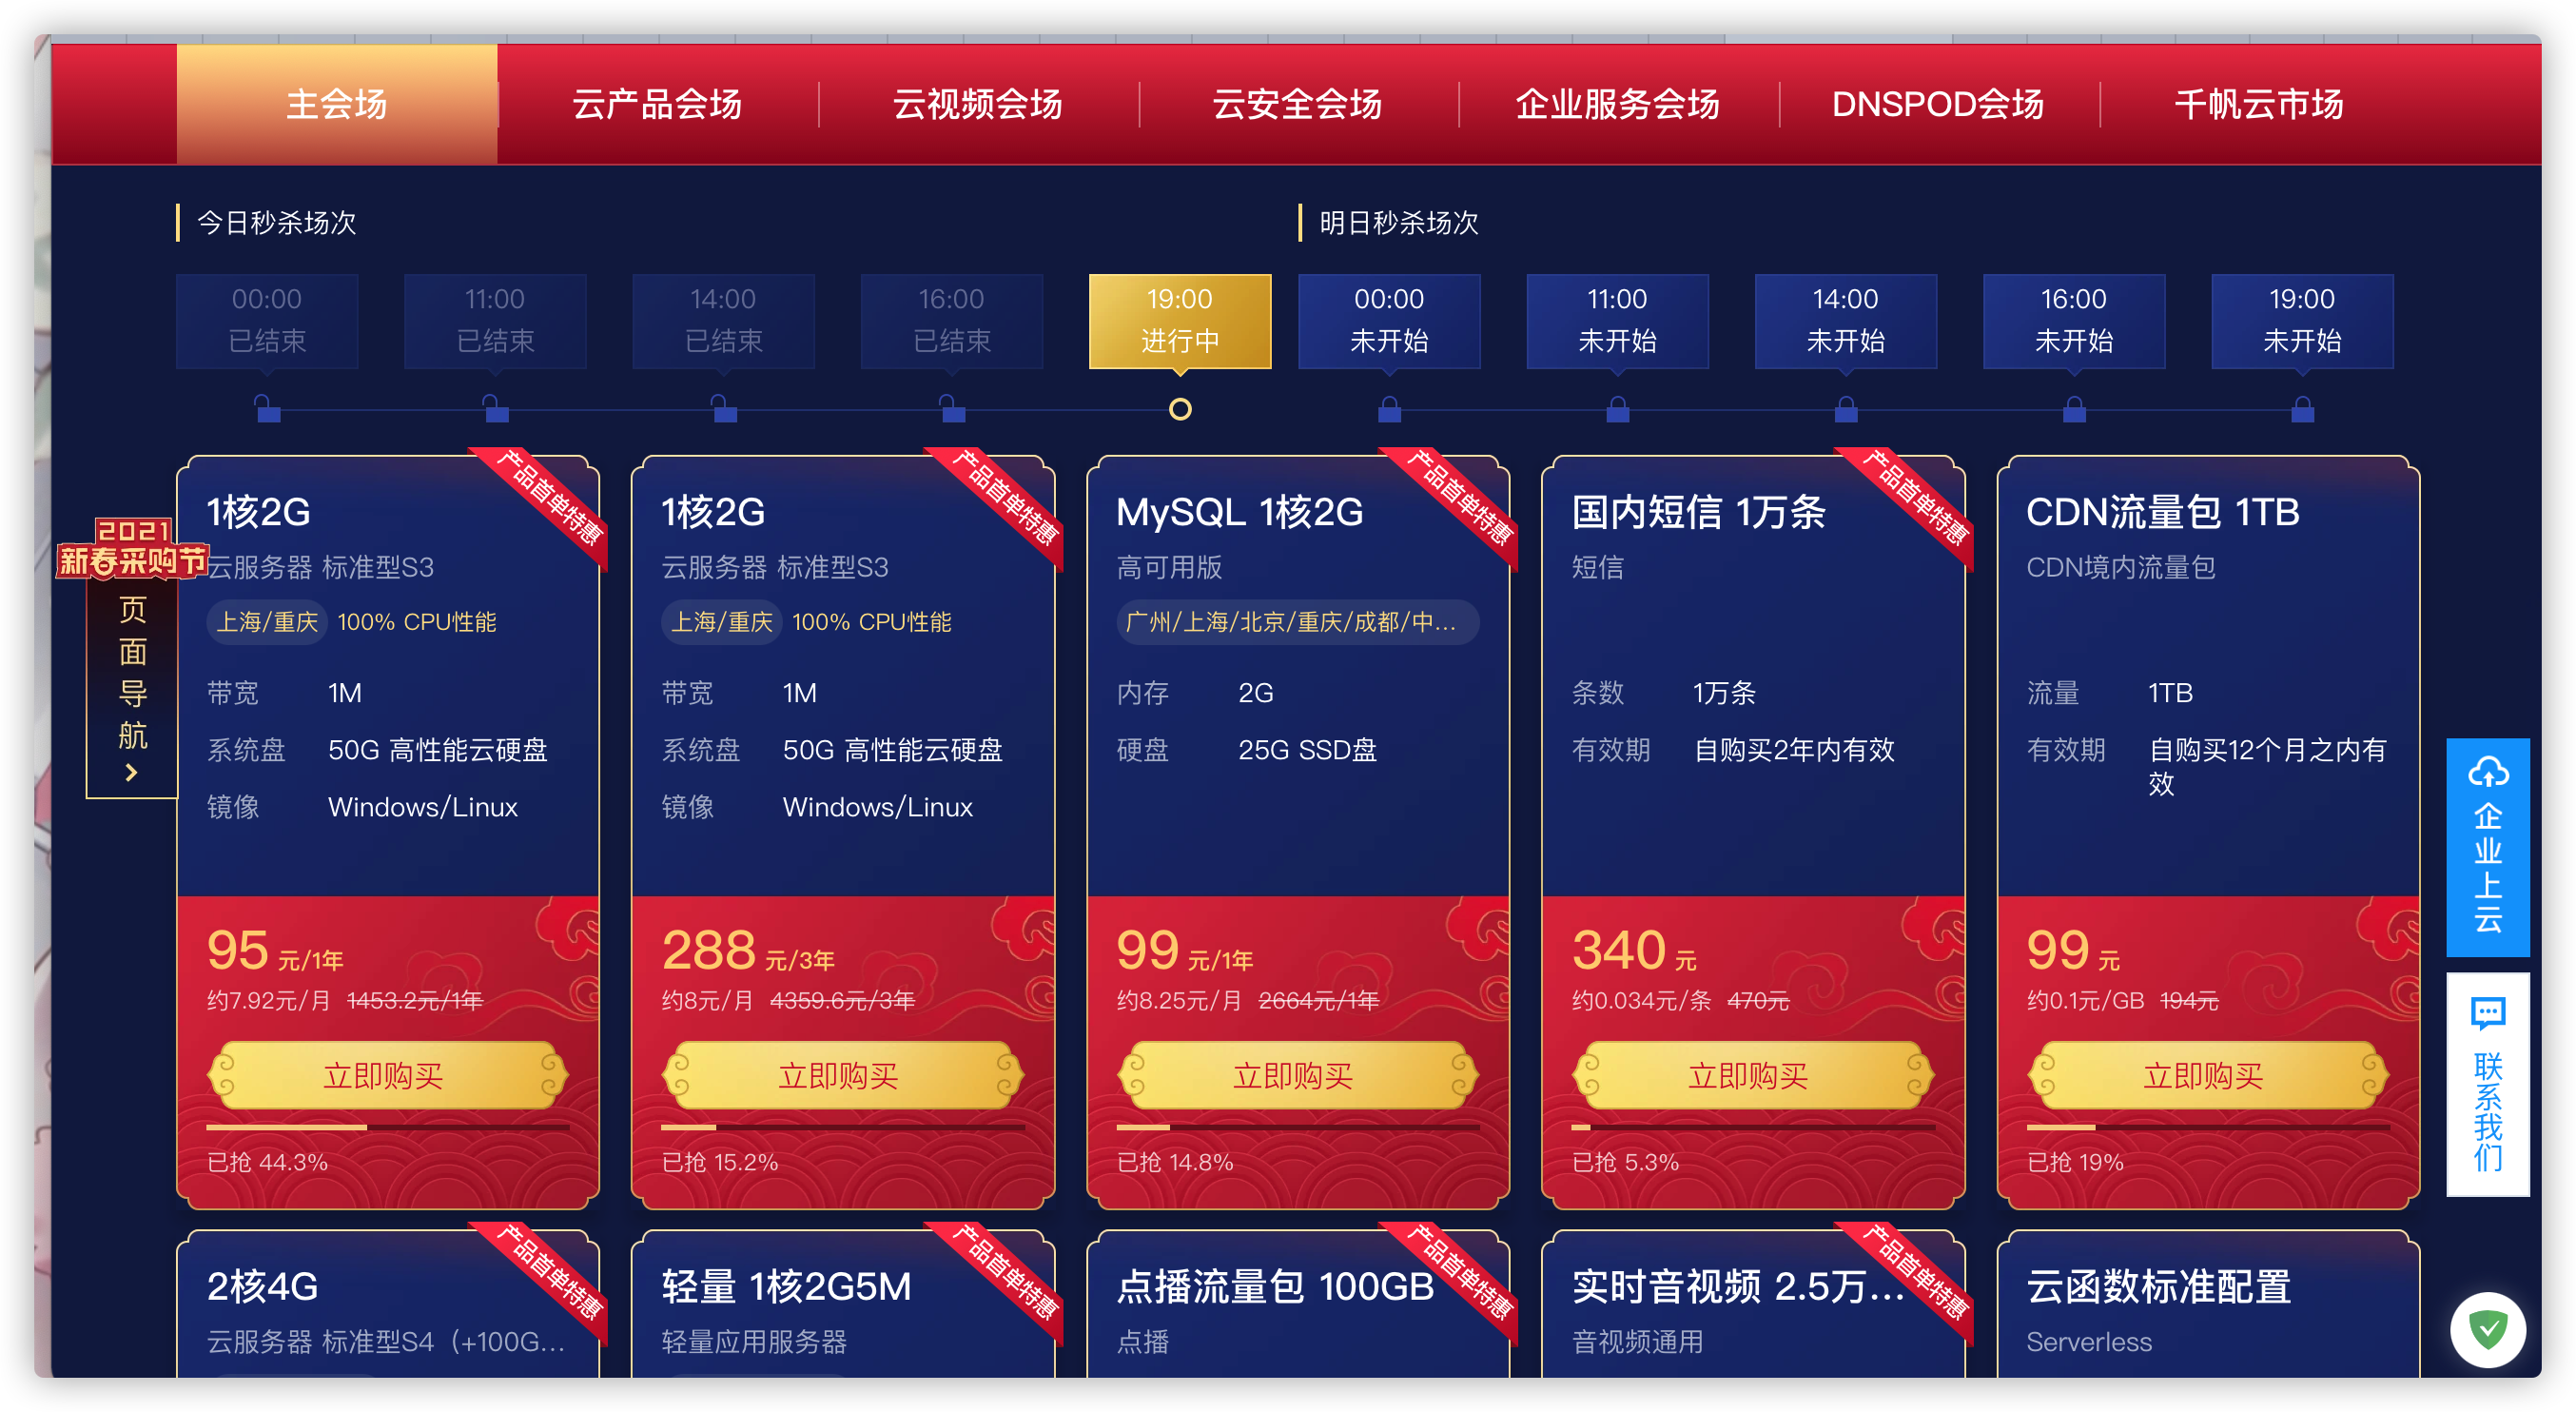 主会场
云产品会场
云视频会场
云安全会场
企业服务会场
DNSPOD会场
千帆云市场
今日秒杀场次
明日秒杀场次
00:00
已结束
11:00
已结束
14:00
已结束
16:00
已结束
19:00
进行中
00:00
未开始
11:00
未开始
14:00
未开始
16:00
未开始
19:00
未开始
2021
新春采购节
页面导航
产品首单特惠
1核2G
云服务器 标准型S3
上海/重庆 100% CPU性能
带宽 1M
系统盘 50G 高性能云硬盘
镜像 Windows/Linux
95 元/1年
约7.92元/月 1453.2元/1年
立即购买
已抢 44.3%
产品首单特惠
1核2G
云服务器 标准型S3
上海/重庆 100% CPU性能
带宽 1M
系统盘 50G 高性能云硬盘
镜像 Windows/Linux
288 元/3年
约8元/月 4359.6元/3年
立即购买
已抢 15.2%
产品首单特惠
MySQL 1核2G
高可用版
广州/上海/北京/重庆/成都/中...
内存 2G
硬盘 25G SSD盘
99 元/1年
约8.25元/月 2664元/1年
立即购买
已抢 14.8%
产品首单特惠
国内短信 1万条
短信
条数 1万条
有效期 自购买2年内有效
340 元
约0.034元/条 470元
立即购买
已抢 5.3%
CDN流量包 1TB
CDN境内流量包
流量 1TB
有效期 自购买12个月之内有
效
99 元
约0.1元/GB 194元
立即购买
已抢 19%
企业上云
联系我们
产品首单特惠
2核4G
云服务器 标准型S4（+100G...
产品首单特惠
轻量 1核2G5M
轻量应用服务器
产品首单特惠
点播流量包 100GB
点播
产品首单特惠
实时音视频 2.5万...
音视频通用
云函数标准配置
Serverless